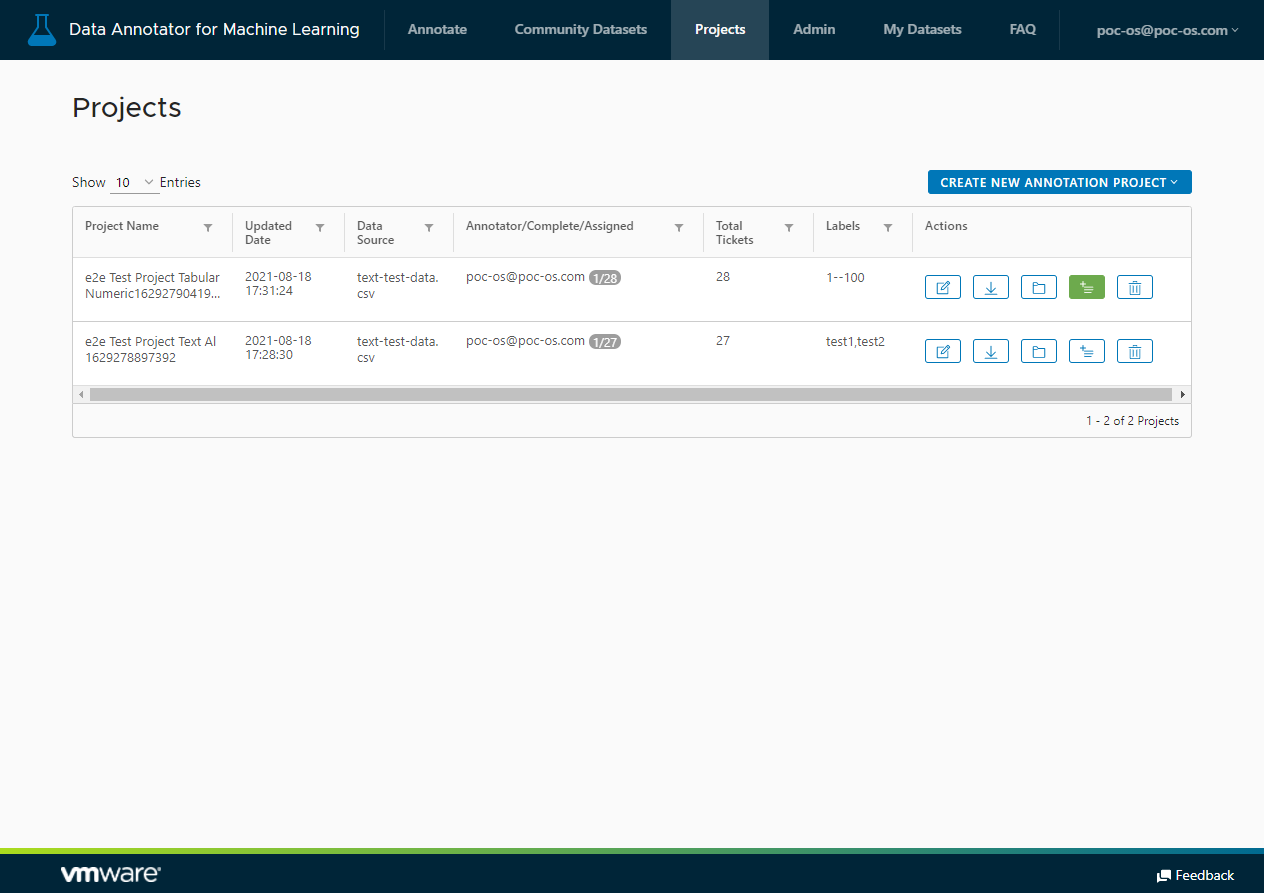 Data Annotator for Machine Learning
Annotate
Community Datasets
Projects
Admin
My Datasets
FAQ
poc-os@poc-os.com
Projects
Show 10 Entries
CREATE NEW ANNOTATION PROJECT
Project Name
Updated
Date
Data
Source
Annotator/Complete/Assigned
Total
Tickets
Labels
Actions
e2e Test Project Tabular
Numeric16292790419...
2021-08-18
17:31:24
text-test-data.
csv
poc-os@poc-os.com 1/28
28
1--100
e2e Test Project Text Al
1629278897392
2021-08-18
17:28:30
text-test-data.
csv
poc-os@poc-os.com 1/27
27
test1,test2
1 - 2 of 2 Projects
vmware
Feedback